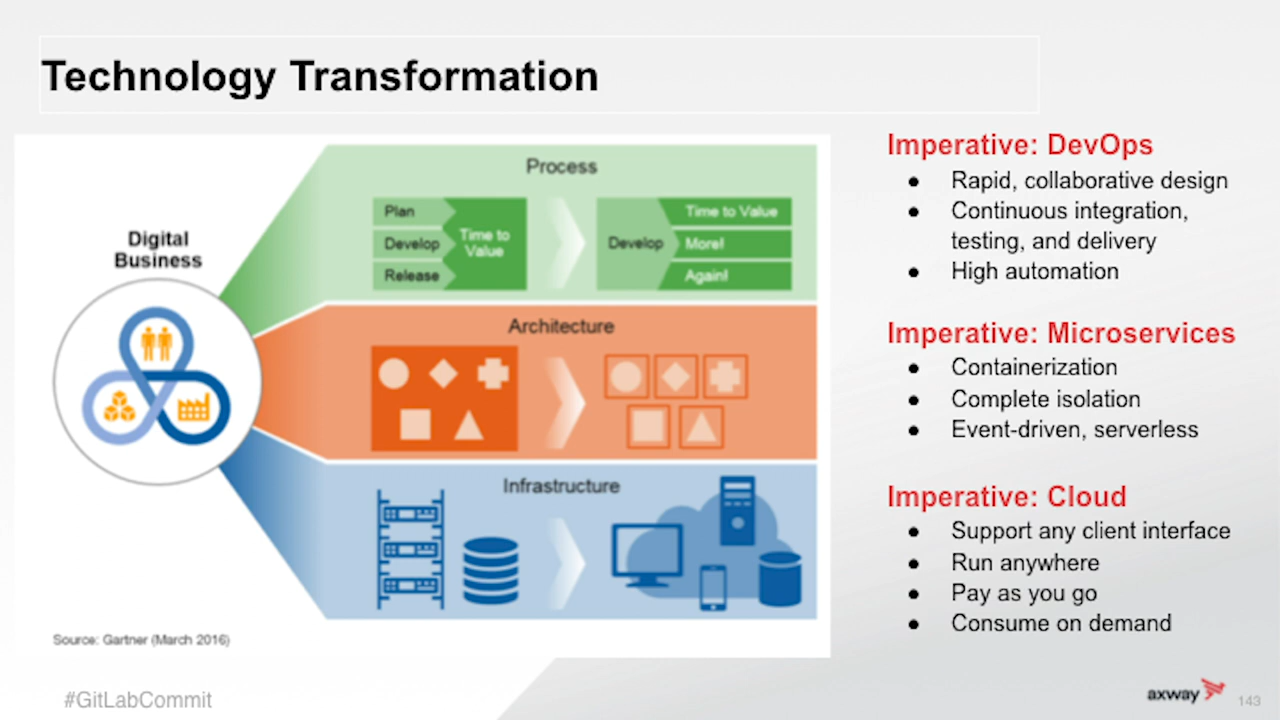 Technology Transformation
Digital
Business
Process
Plan
Develop
Release
Time to
Value
Develop
Time to Value
More!
Again!
Architecture
Infrastructure
Source: Gartner (March 2016)
Imperative: DevOps
● Rapid, collaborative design
● Continuous integration,
testing, and delivery
● High automation
Imperative: Microservices
● Containerization
● Complete isolation
● Event-driven, serverless
Imperative: Cloud
● Support any client interface
● Run anywhere
● Pay as you go
● Consume on demand
#GitLabCommit
axway
143